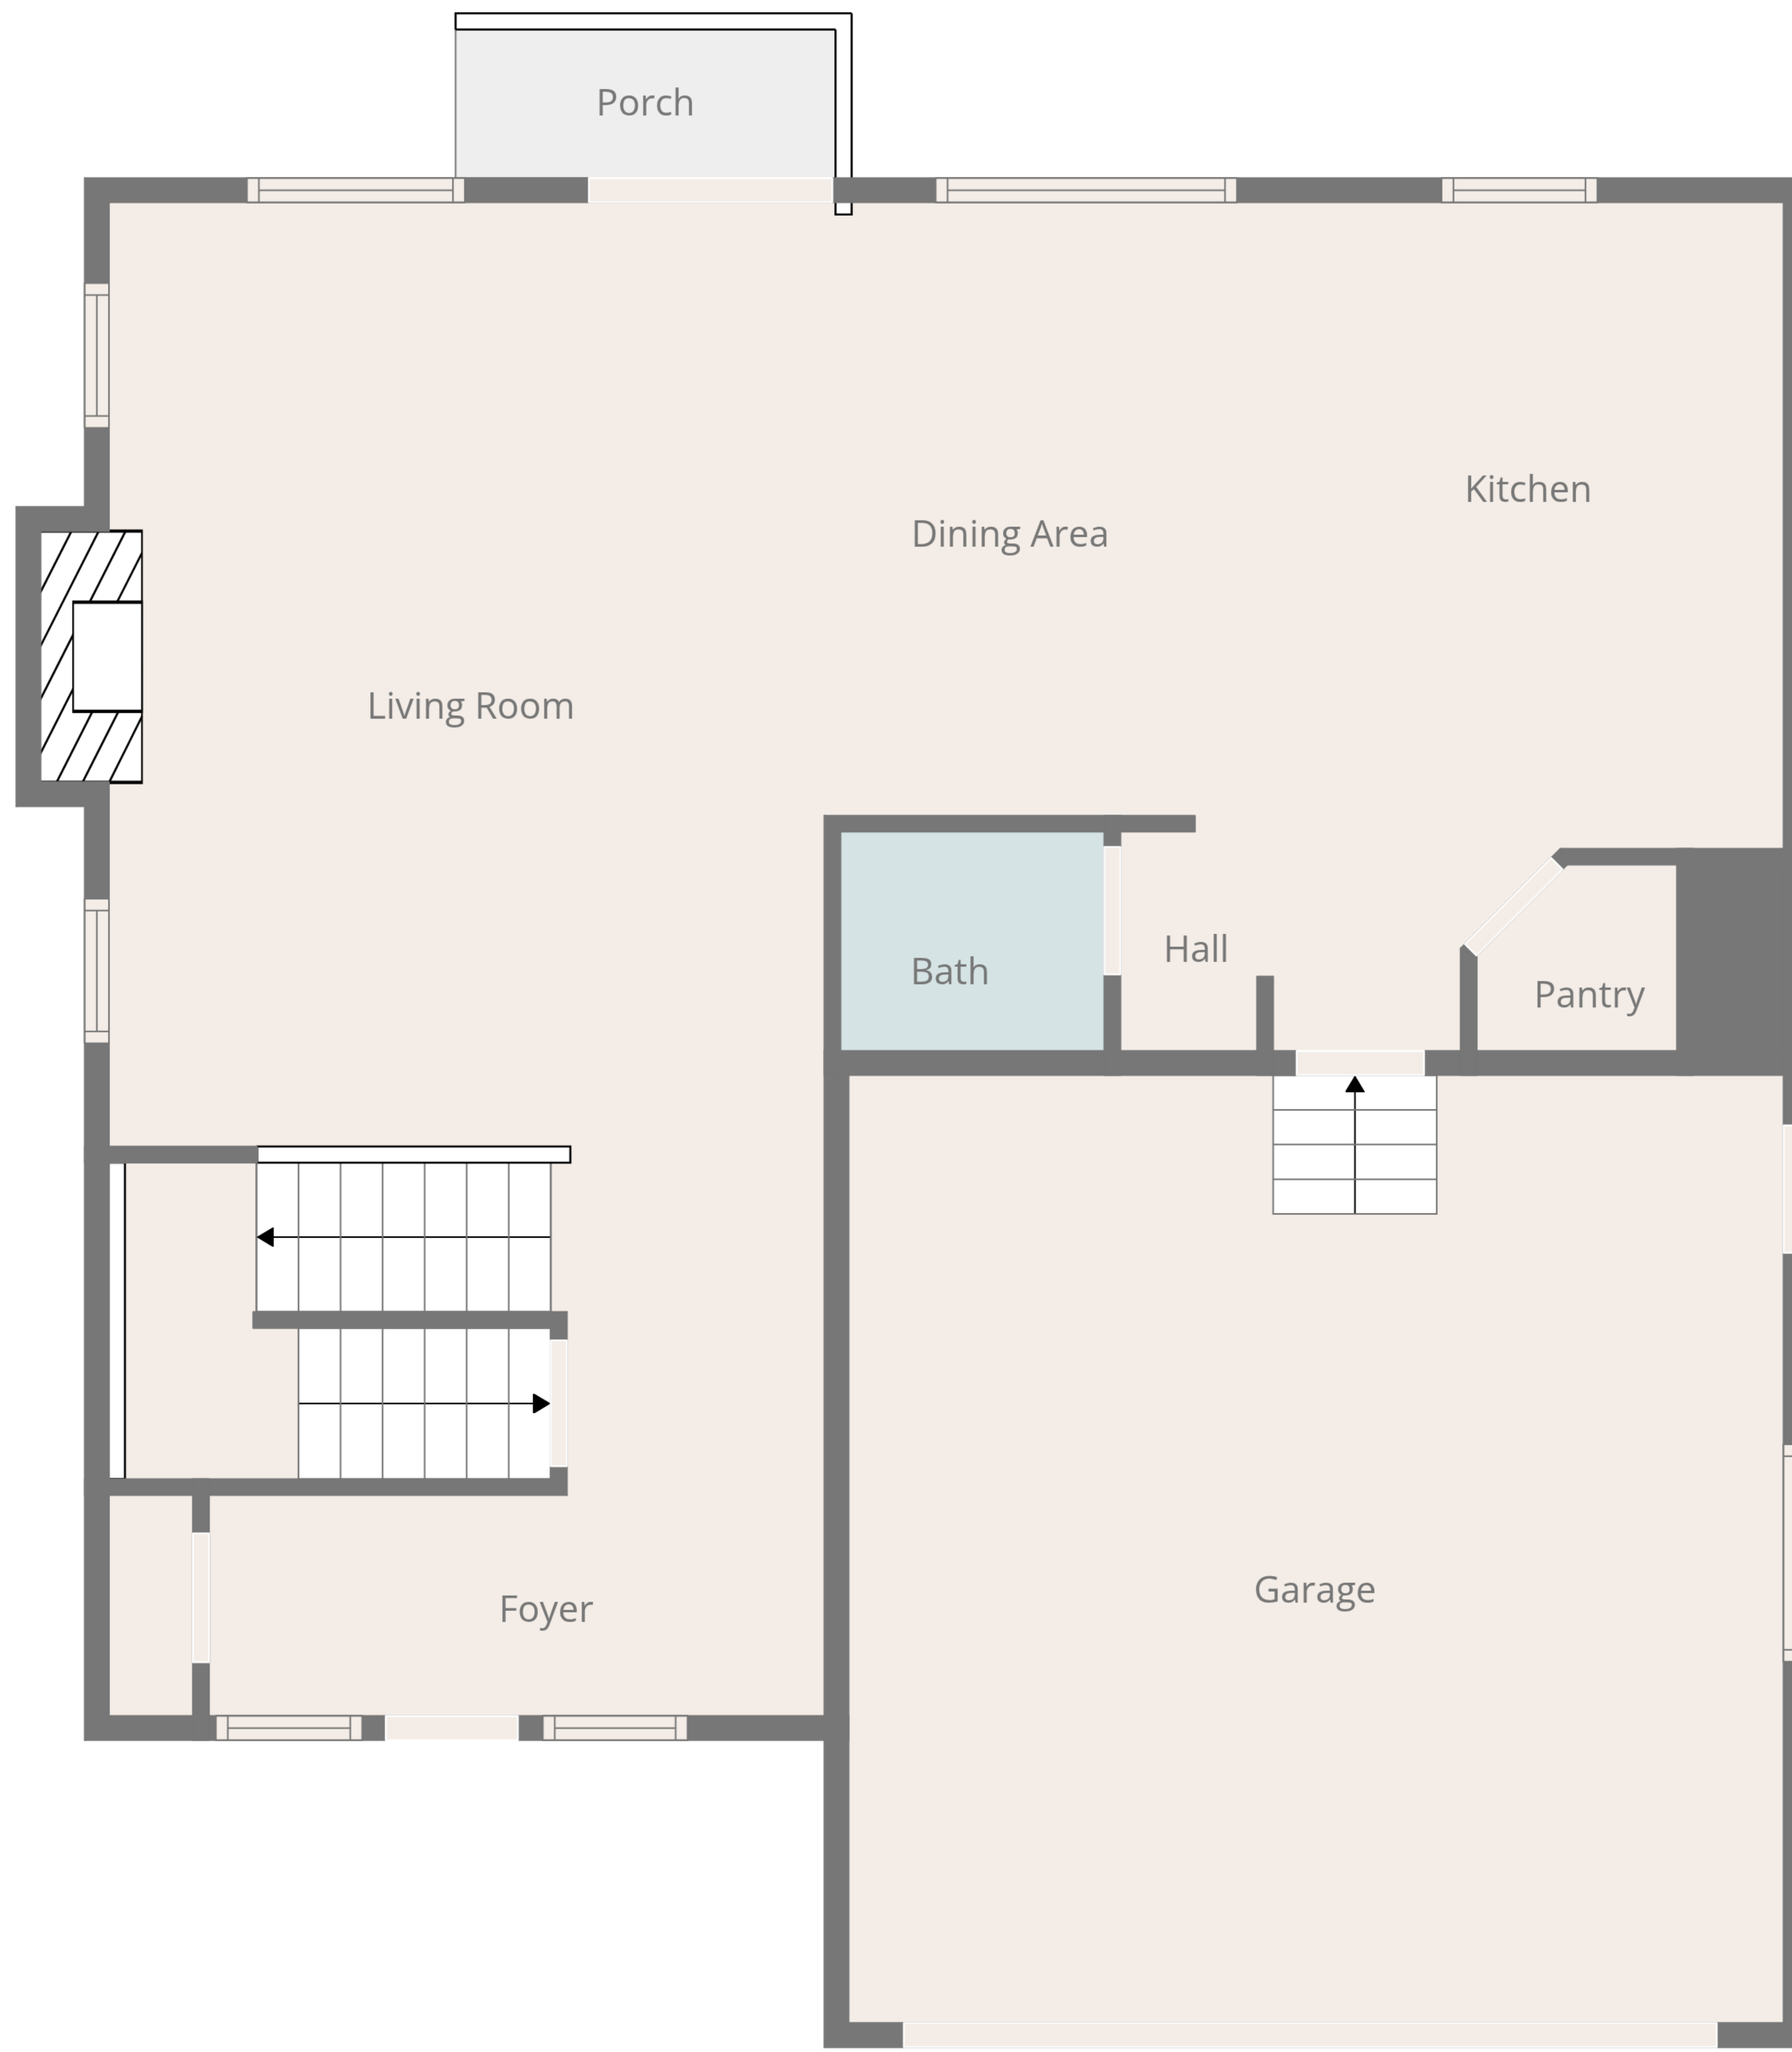 Porch
Kitchen
Dining Area
Living Room
Hall
Bath
Pantry
Garage
Foyer